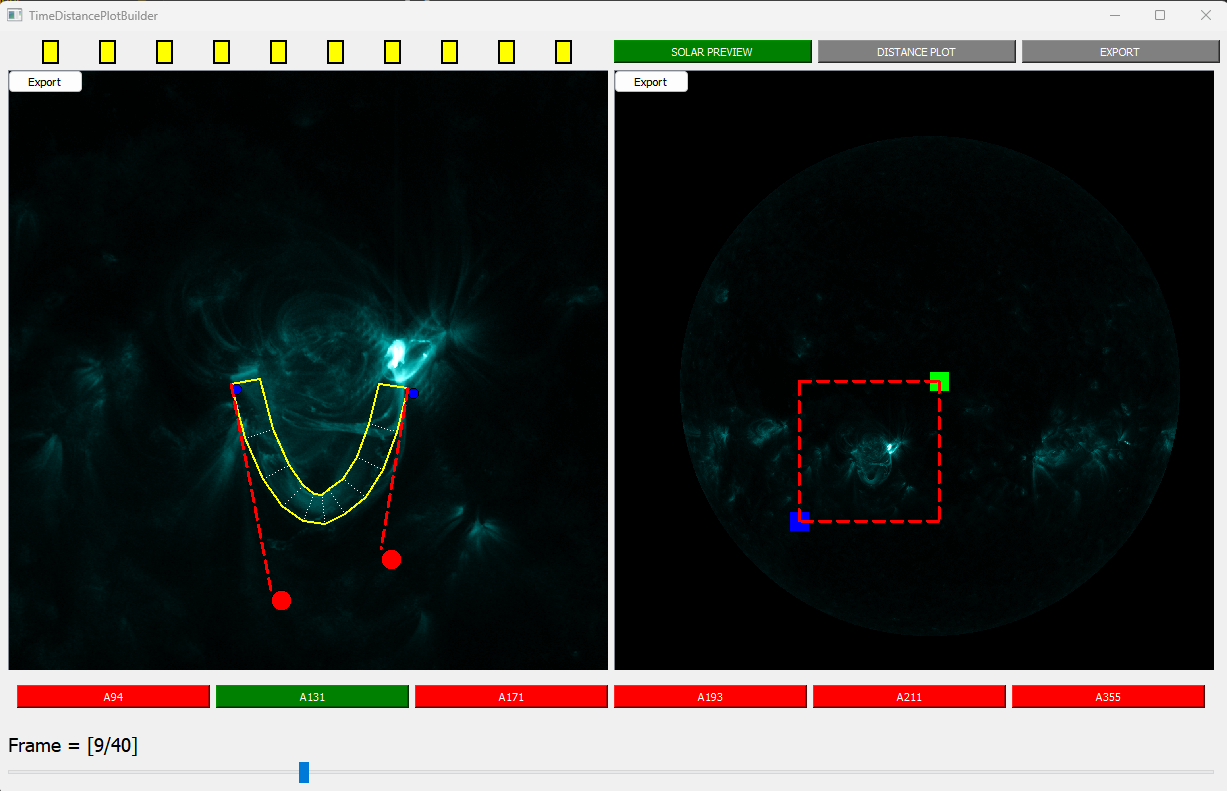 TimeDistancePlotBuilder
SOLAR PREVIEW
DISTANCE PLOT
EXPORT
Export
Export
A94
A131
A171
A193
A211
A355
Frame = [9/40]